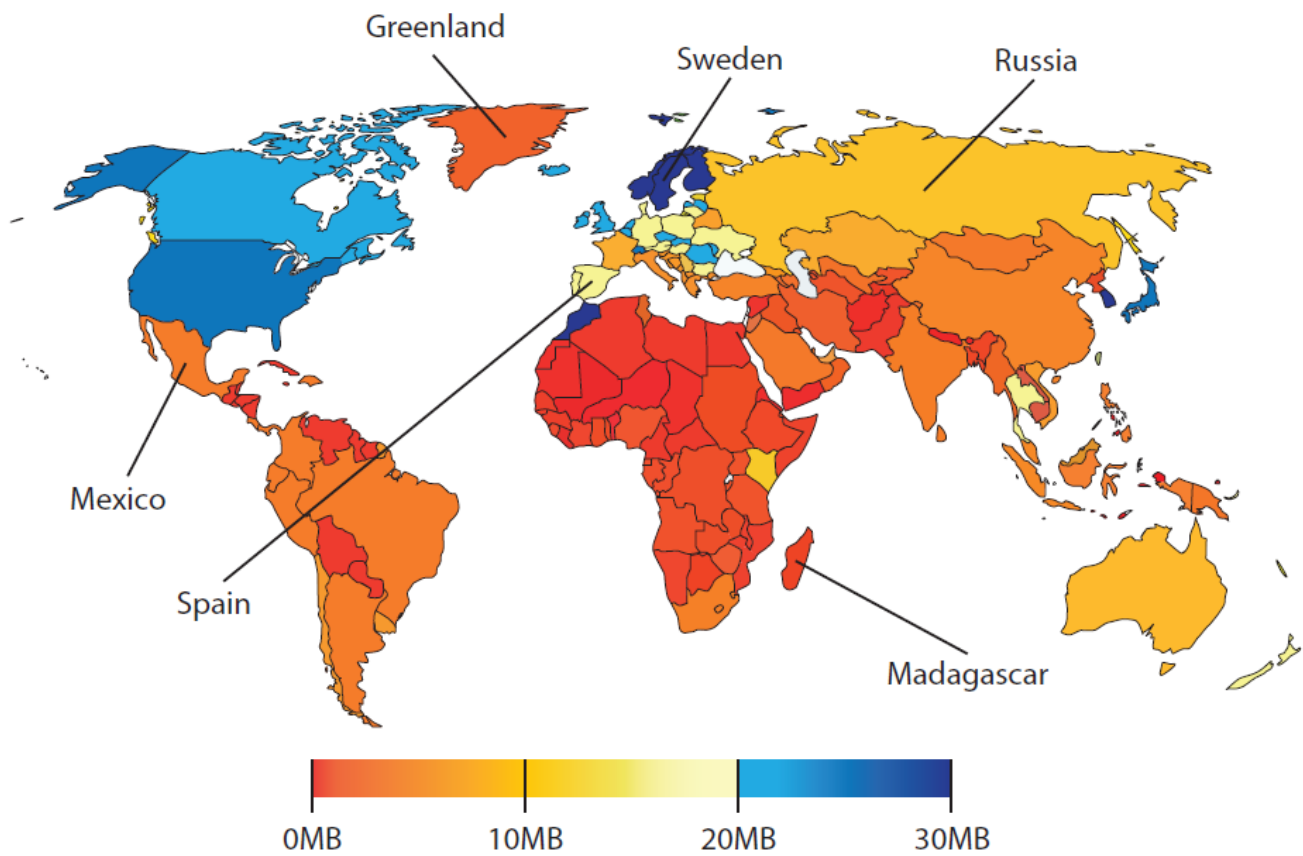 Greenland
Sweden
Russia
Mexico
Spain
Madagascar
0MB 10MB 20MB 30MB